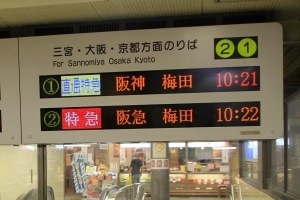 三宮・大阪・京都方面のりば 2 1
For Sannomiya Osaka Kyoto
① 直通特急 阪神 梅田 10:21
② 特急 阪急 梅田 10:22